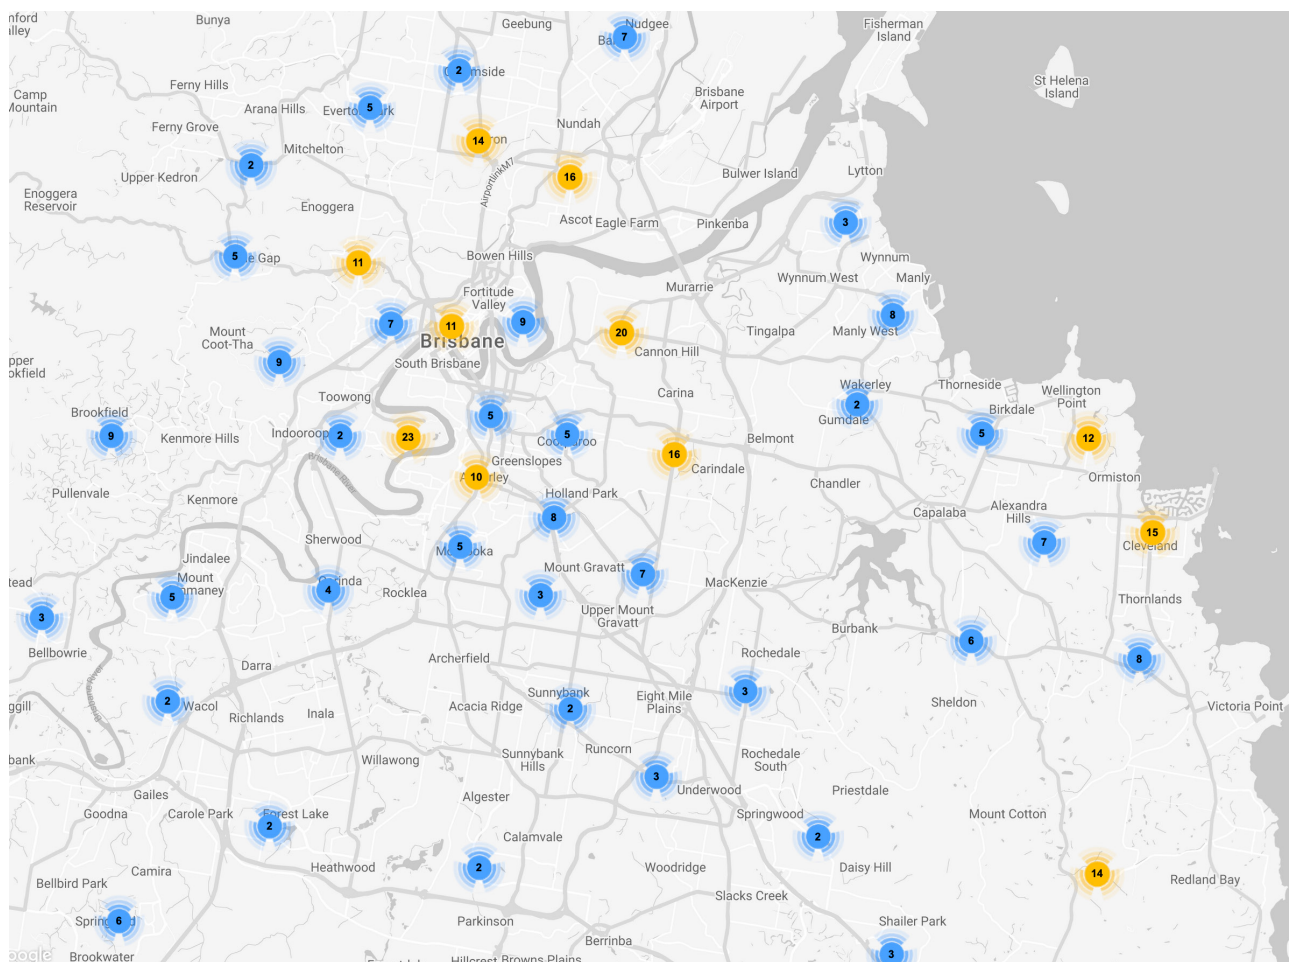 Bunya
Geebung
Nudgee
Fisherman
Island
7
2
Camp
Mountain
Ferny Hills
Arana Hills
5
Brisbane
Airport
St Helena
Island
Ferny Grove
Mitchelton
14
Nundah
2
Upper Kedron
16
Bulwer Island
Lytton
Enoggera
Reservoir
Enoggera
AirportlinkM7
Ascot
Eagle Farm
Pinkenba
3
5
11
Bowen Hills
Wynnum
Wynnum West
Manly
Fortitude
Valley
Murarrie
Mount
Coot-Tha
7
11
9
20
Tingalpa
8
Manly West
Brisbane
South Brisbane
Cannon Hill
9
Toowong
Carina
Wakerley
Thorneside
Wellington
Point
Brookfield
2
Birkdale
9
Kenmore Hills
2
23
5
5
Belmont
Gumdale
5
12
Brisbane River
10
Greenslopes
16
Carindale
Pullenvale
Kenmore
Holland Park
Chandler
Ormiston
Capalaba
Alexandra
Hills
8
15
Cleveland
Sherwood
5
7
Jindalee
Mount
5
4
Rocklea
Mount Gravatt
7
MacKenzie
3
Thornlands
3
Upper Mount
Gravatt
Burbank
6
Bellbowrie
Darra
Archerfield
Rochedale
8
Brisbane River
2
Wacol
Richlands
Inala
Acacia Ridge
Sunnybank
2
Eight Mile
Plains
3
Sheldon
Victoria Point
Willawong
Sunnybank
Hills
Runcorn
Rochedale
South
3
Underwood
Priestdale
Gailes
Goodna
Carole Park
Forest Lake
2
Algester
Springwood
Mount Cotton
Calamvale
2
Daisy Hill
Camira
Heathwood
2
Woodridge
14
Redland Bay
Bellbird Park
Slacks Creek
6
Parkinson
Shailer Park
Berrinba
3
Brookwater
Hillcrest
Browns Plains